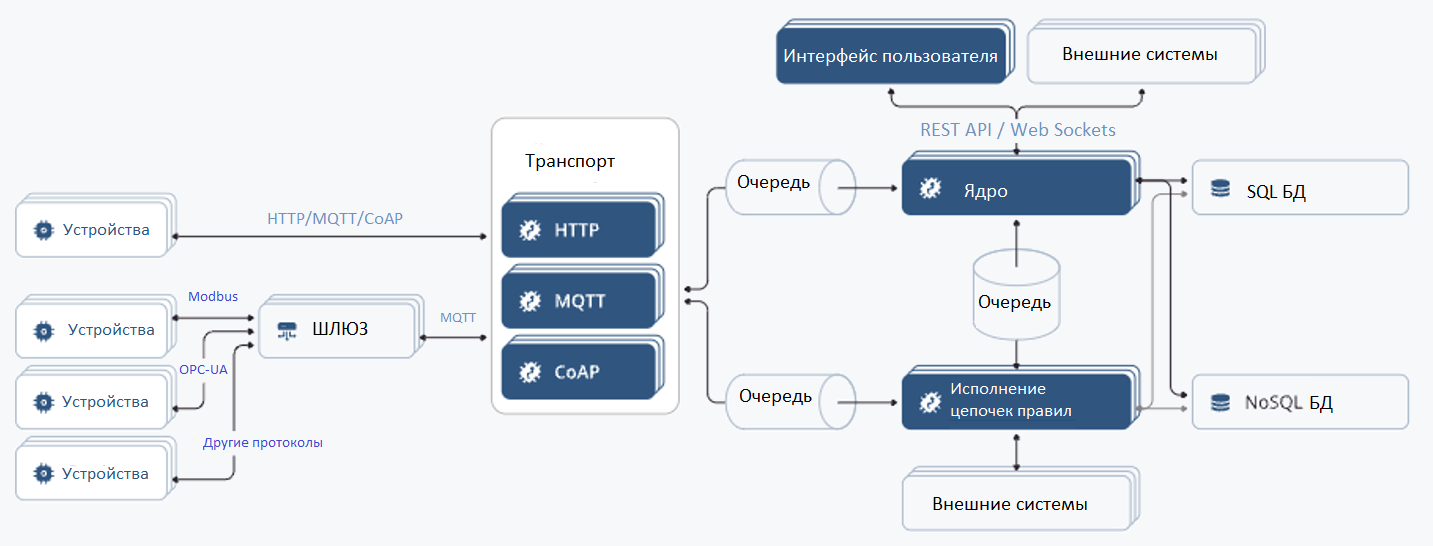 Интерфейс пользователя
Внешние системы
REST API / Web Sockets
Транспорт
Очередь
Ядро
SQL БД
HTTP/MQTT/CoAP
Устройства
HTTP
Modbus
MQTT
Очередь
Устройства
ШЛЮЗ
MQTT
OPC-UA
CoAP
Устройства
Очередь
Исполнение
цепочек правил
NoSQL БД
Другие протоколы
Устройства
Внешние системы